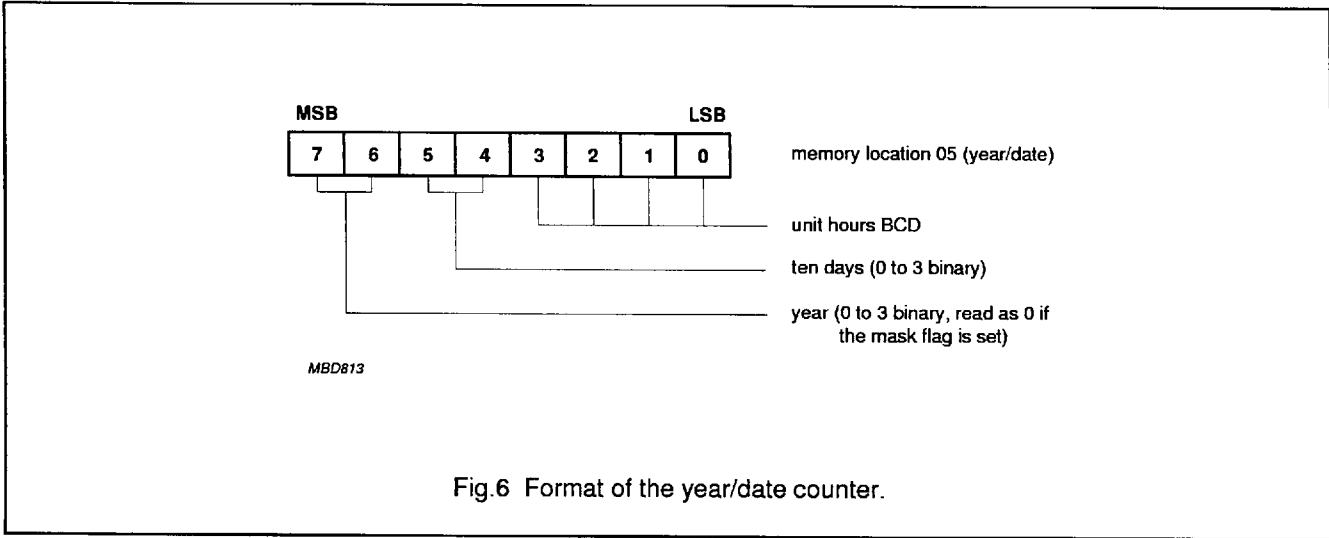 MSB LSB
7 6 5 4 3 2 1 0 memory location 05 (year/date)
unit hours BCD
ten days (0 to 3 binary)
year (0 to 3 binary, read as 0 if
the mask flag is set)
MBD813
Fig.6 Format of the year/date counter.